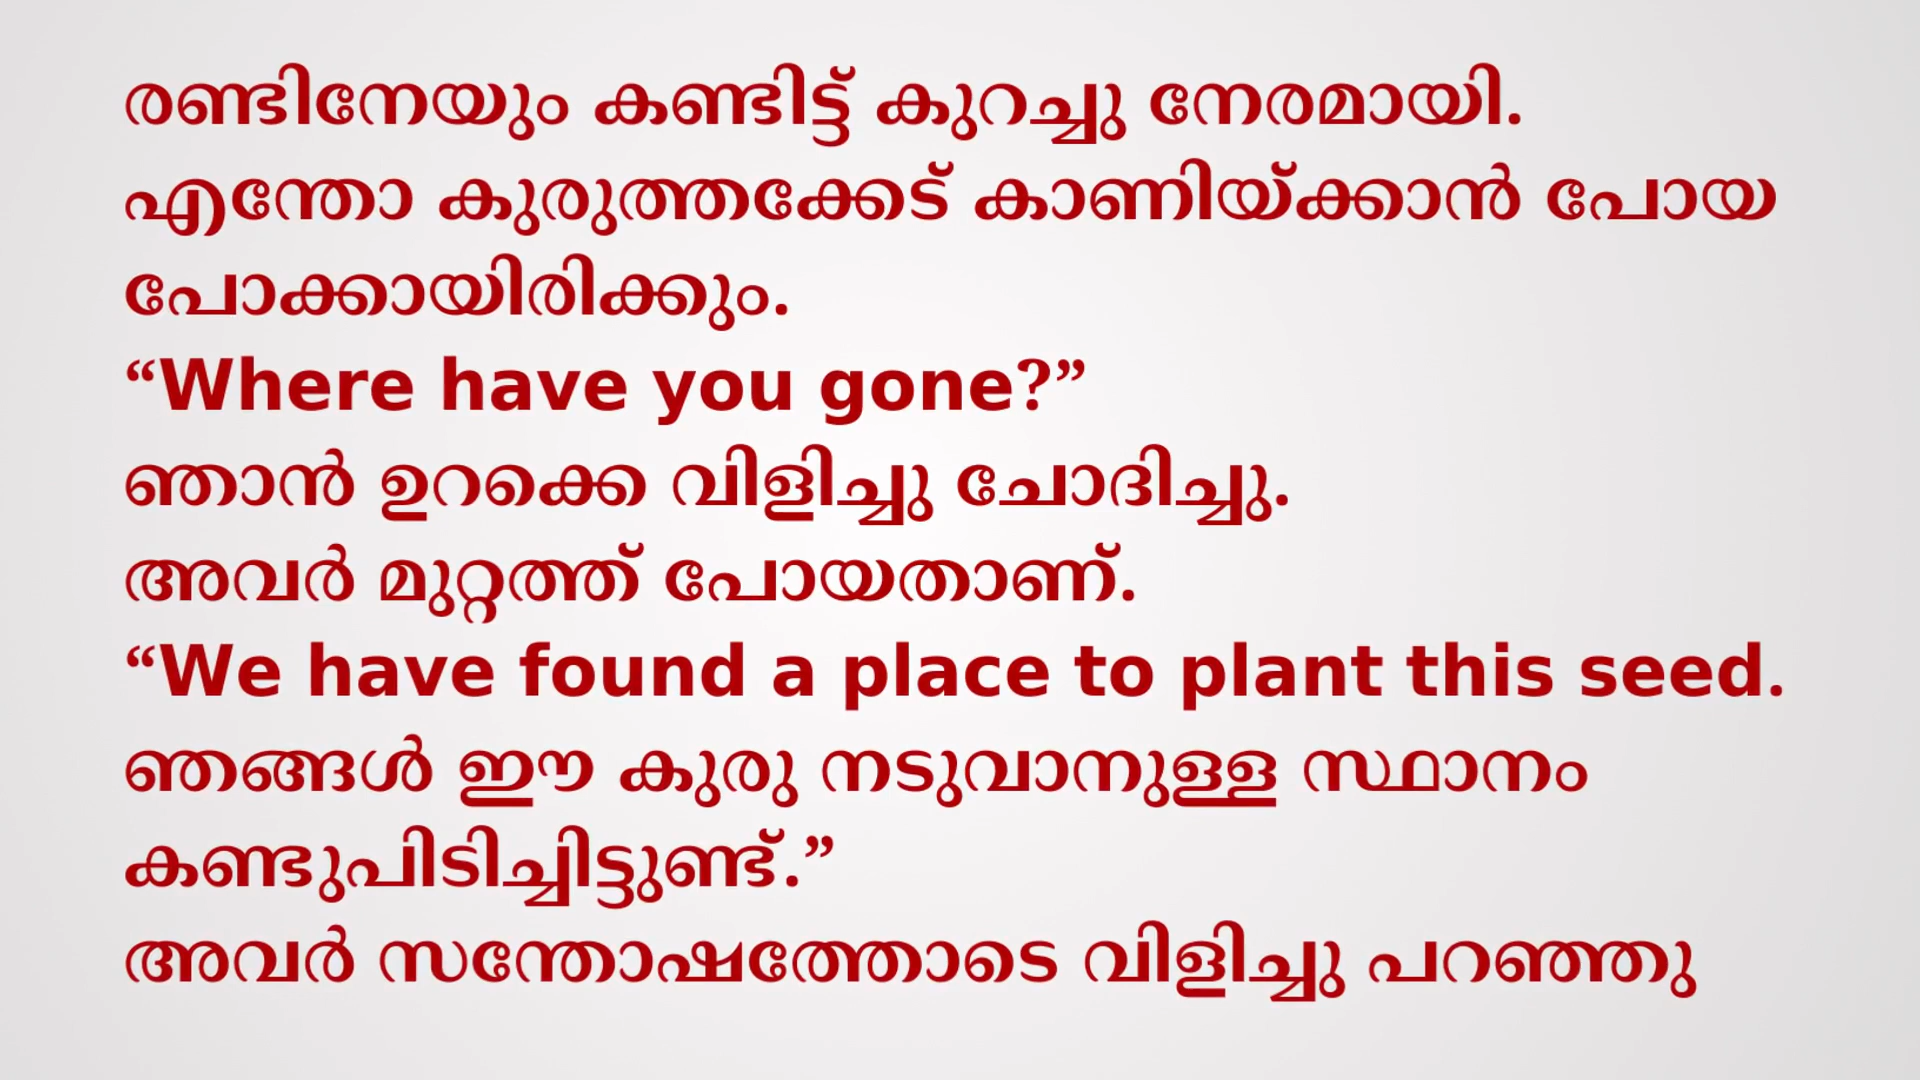 രണ്ടിനേയും കണ്ടിട്ട് കുറച്ചു നേരമായി.
എന്തോ കുരുത്തക്കേട് കാണിയ്ക്കാൻ പോയ
പോക്കായിരിക്കും.
“Where have you gone?”
ഞാൻ ഉറക്കെ വിളിച്ചു ചോദിച്ചു.
അവർ മുറ്റത്ത് പോയതാണ്.
“We have found a place to plant this seed.
ഞങ്ങൾ ഈ കുരു നടുവാനുള്ള സ്ഥാനം
കണ്ടുപിടിച്ചിട്ടുണ്ട്.”
അവർ സന്തോഷത്തോടെ വിളിച്ചു പറഞ്ഞു